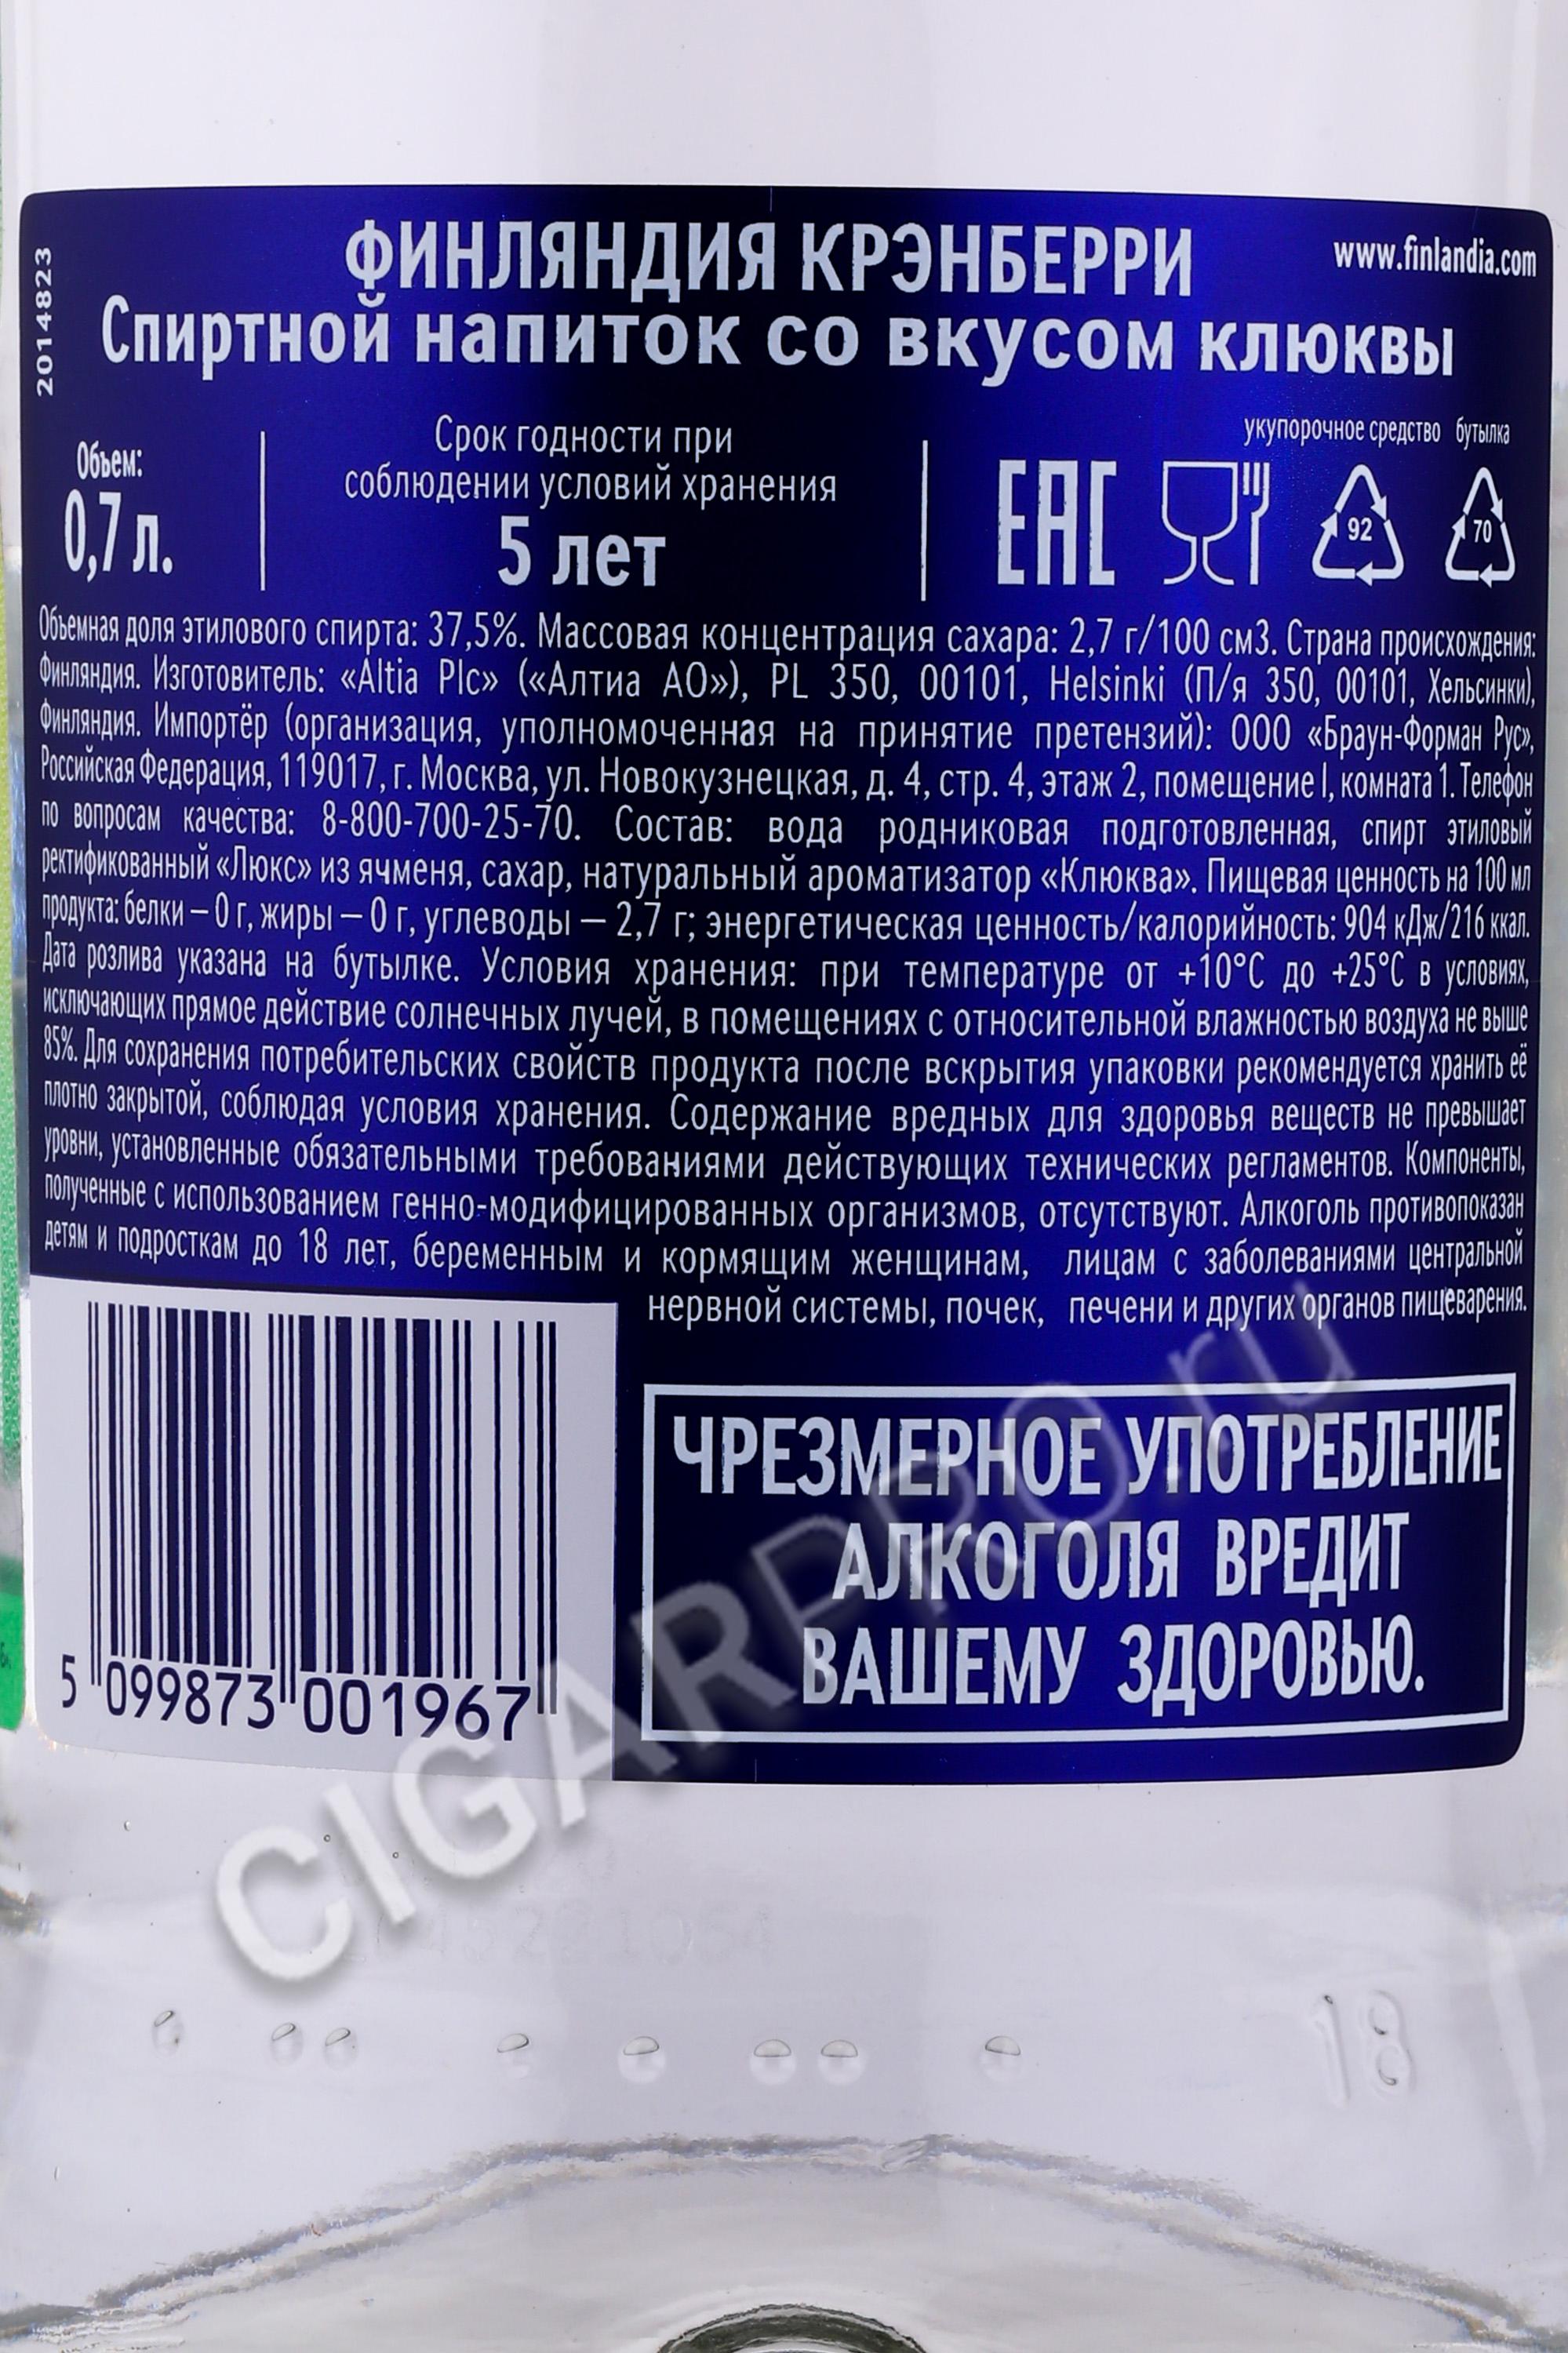 ФИНЛЯНДИЯ КРЭНБЕРРИ
www.finlandia.com
2014823
Спиртной напиток со вкусом клюквы
Объем:
0,7 л.
Срок годности при
соблюдении условий хранения
5 лет
укупорочное средство бутылка
EAC
92
70
Объемная доля этилового спирта: 37,5%. Массовая концентрация сахара: 2,7 г/100 см3. Страна происхождения:
Финляндия. Изготовитель: «Altia Plc» («Алтиа АО»), PL 350, 00101, Helsinki (П/я 350, 00101, Хельсинки),
Финляндия. Импортёр (организация, уполномоченная на принятие претензий): ООО «Браун-Форман Рус»,
Российская Федерация, 119017, г. Москва, ул. Новокузнецкая, д. 4, стр. 4, этаж 2, помещение I, комната 1. Телефон
по вопросам качества: 8-800-700-25-70. Состав: вода родниковая подготовленная, спирт этиловый
ректификованный «Люкс» из ячменя, сахар, натуральный ароматизатор «Клюква». Пищевая ценность на 100 мл
продукта: белки – 0 г, жиры – 0 г, углеводы – 2,7 г; энергетическая ценность/калорийность: 904 кДж/216 ккал.
Дата розлива указана на бутылке. Условия хранения: при температуре от +10°С до +25°С в условиях,
исключающих прямое действие солнечных лучей, в помещениях с относительной влажностью воздуха не выше
85%. Для сохранения потребительских свойств продукта после вскрытия упаковки рекомендуется хранить её
плотно закрытой, соблюдая условия хранения. Содержание вредных для здоровья веществ не превышает
уровни, установленные обязательными требованиями действующих технических регламентов. Компоненты,
полученные с использованием генно-модифицированных организмов, отсутствуют. Алкоголь противопоказан
детям и подросткам до 18 лет, беременным и кормящим женщинам, лицам с заболеваниями центральной
нервной системы, почек, печени и других органов пищеварения.
ЧРЕЗМЕРНОЕ УПОТРЕБЛЕНИЕ
АЛКОГОЛЯ ВРЕДИТ
ВАШЕМУ ЗДОРОВЬЮ.
5 099873 001967
CIGARPRO.ru
18